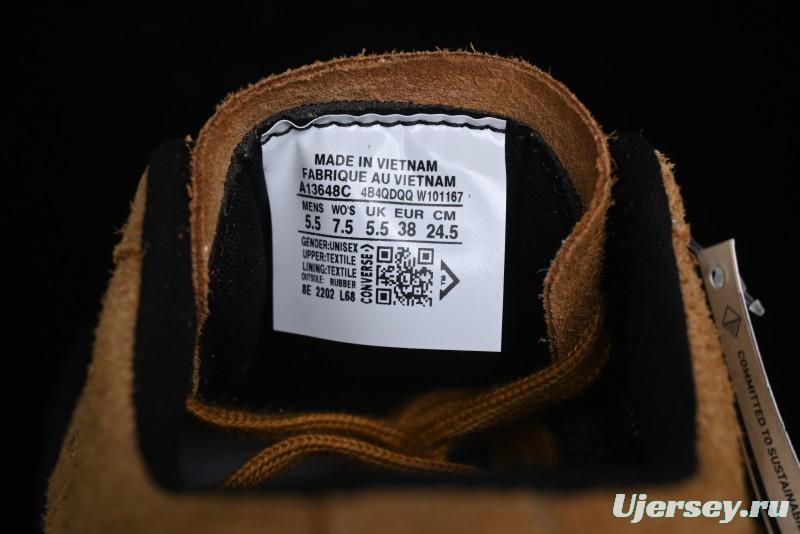 MADE IN VIETNAM
FABRIQUE AU VIETNAM
A13648C 4B4QDQQ W101167
MENS WO'S UK EUR CM
5.5 7.5 5.5 38 24.5
GENDER:UNISEX
UPPER:TEXTILE
LINING:TEXTILE
OUTSOLE: RUBBER
8E 2202 L68
CONVERSE
TM
COMMITTED TO SUSTAINAB
Ujersey.ru